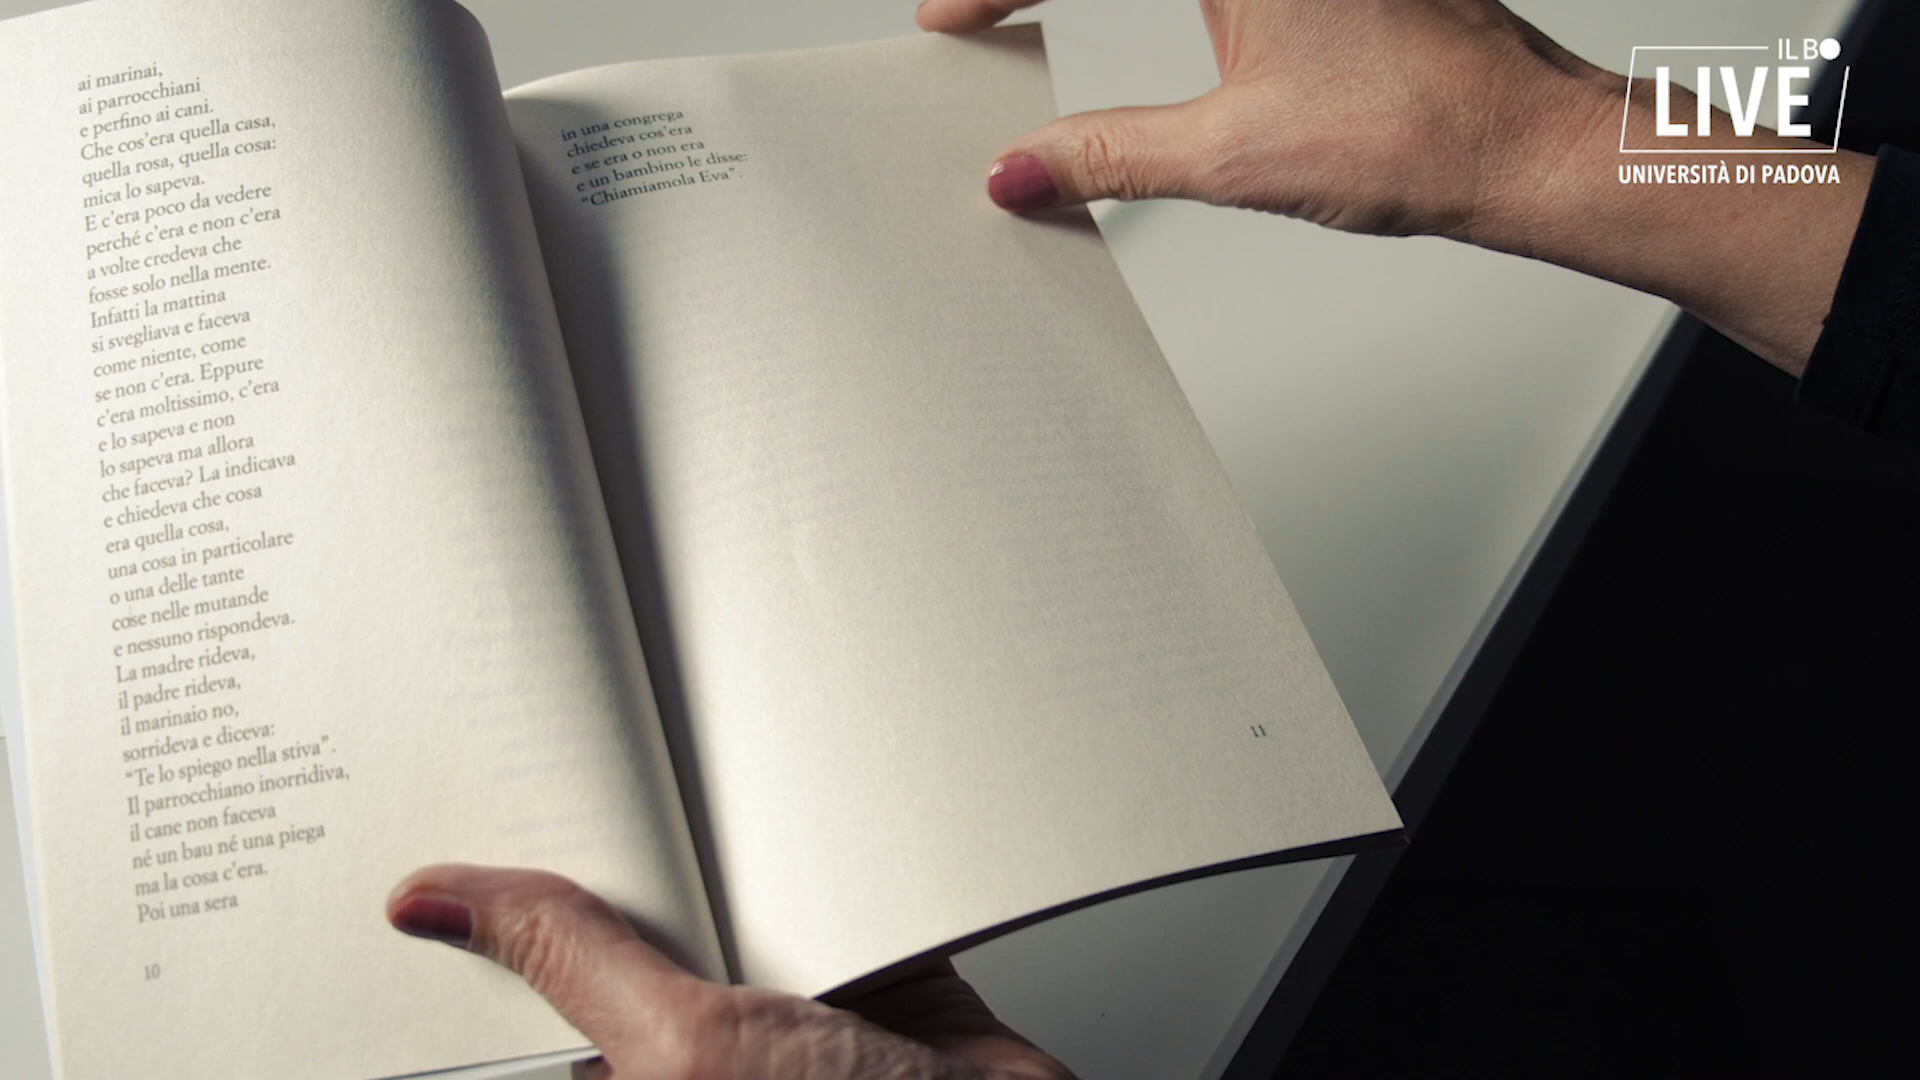 ai marinai,
ai parrocchiani
e perfino ai cani.
Che cos'era quella casa,
quella rosa, quella cosa:
mica lo sapeva.
E c'era poco da vedere
perché c'era e non c'era
a volte credeva che
fosse solo nella mente.
Infatti la mattina
si svegliava e faceva
come niente, come
se non c'era. Eppure
c'era moltissimo, c'era
e lo sapeva e non
lo sapeva ma allora
che faceva? La indicava
e chiedeva che cosa
era quella cosa,
una cosa in particolare
o una delle tante
cose nelle mutande
e nessuno rispondeva.
La madre rideva,
il padre rideva,
il marinaio no,
sorrideva e diceva:
“Te lo spiego nella stiva”.
Il parrocchiano inorridiva,
il cane non faceva
né un bau né una piega
ma la cosa c'era.
Poi una sera
10
in una congrega
chiedeva cos'era
e se era o non era
e un bambino le disse:
“Chiamiamola Eva”.
11
IL BO
LIVE
UNIVERSITÀ DI PADOVA